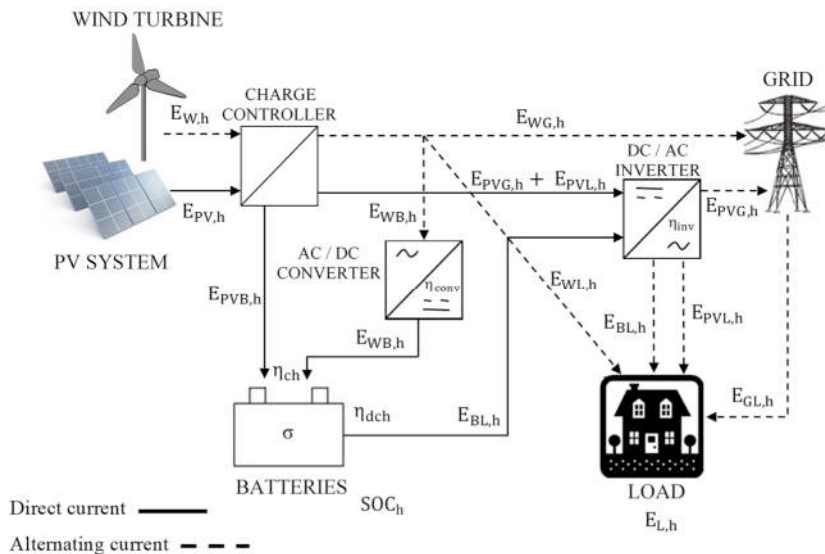 WIND TURBINE
E_W,h
CHARGE
CONTROLLER
E_WG,h
GRID
DC / AC
INVERTER
E_PVG,h + E_PVL,h
η_inv
E_PVG,h
E_PV,h
PV SYSTEM
E_WB,h
AC / DC
CONVERTER
η_conv
E_WL,h
E_PVB,h
E_BL,h
E_PVL,h
E_WB,h
η_ch
η_dch
E_BL,h
E_GL,h
σ
BATTERIES
SOC_h
LOAD
E_L,h
Direct current
Alternating current